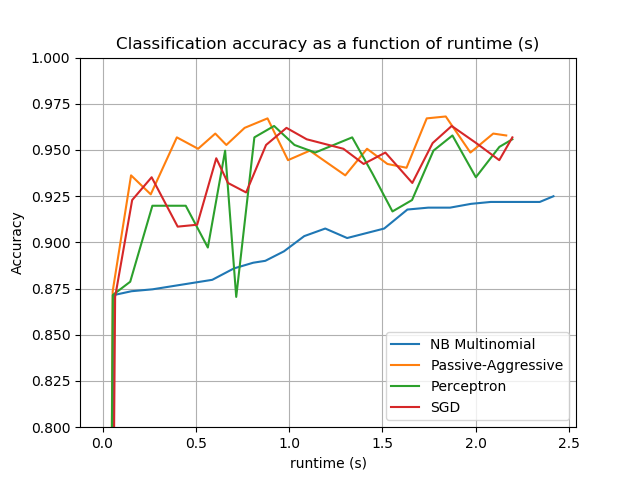 Classification accuracy as a function of runtime (s)
1.000
0.975
0.950
0.925
0.900
0.875
0.850
0.825
0.800
Accuracy
0.0 0.5 1.0 1.5 2.0 2.5
runtime (s)
NB Multinomial
Passive-Aggressive
Perceptron
SGD